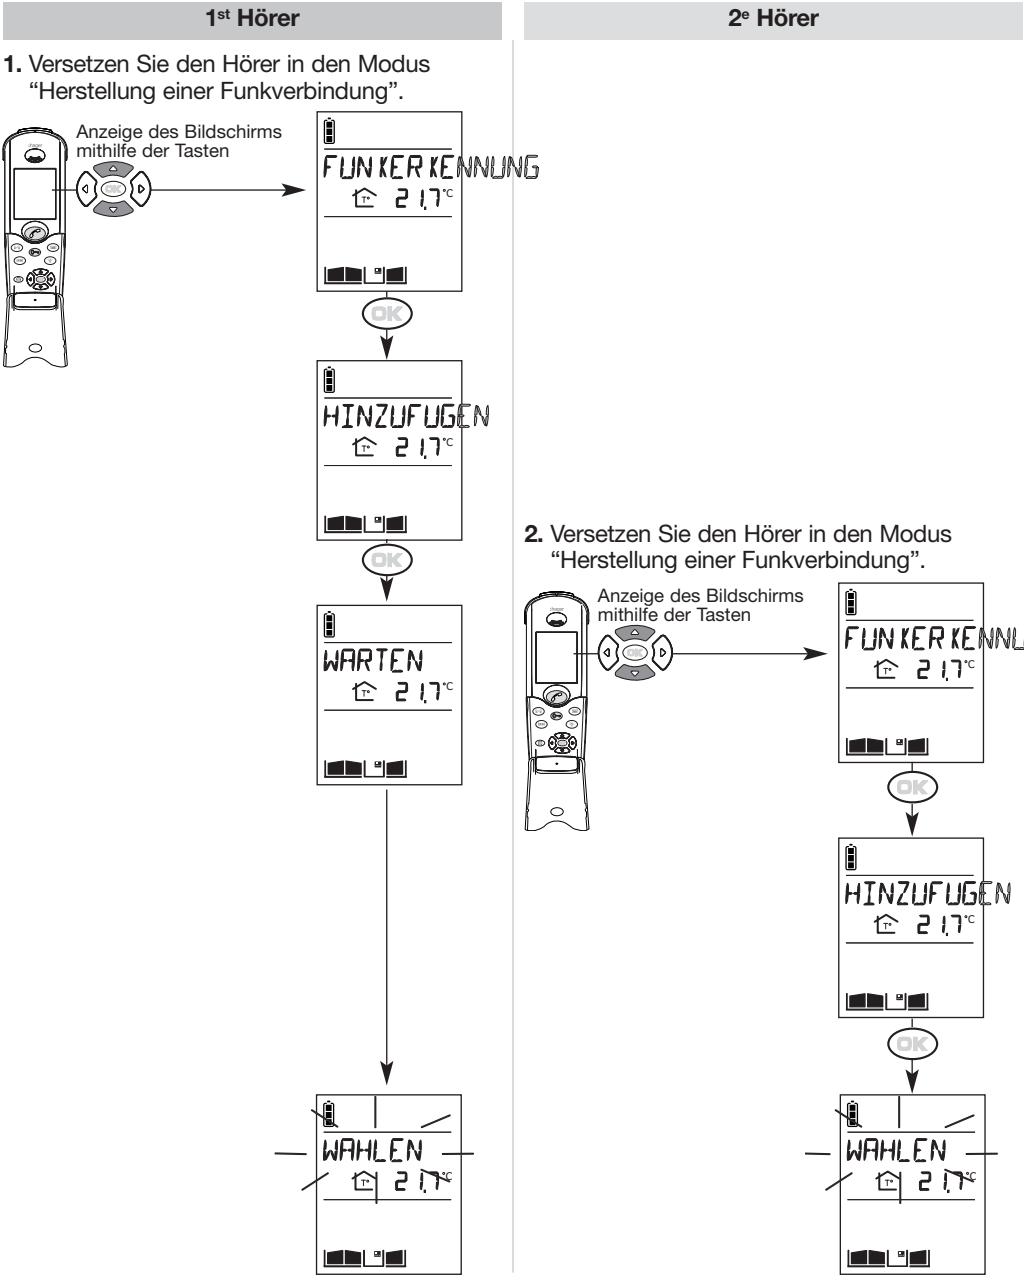 1st Hörer
2e Hörer
1. Versetzen Sie den Hörer in den Modus
“Herstellung einer Funkverbindung”.
Anzeige des Bildschirms
mithilfe der Tasten
OK
FUNKERKENNUNG
T° 21,7°C
OK
HINZUFUGEN
T° 21,7°C
OK
WARTEN
T° 21,7°C
WAHLEN
T° 21,7°C
2. Versetzen Sie den Hörer in den Modus
“Herstellung einer Funkverbindung”.
Anzeige des Bildschirms
mithilfe der Tasten
OK
FUNKERKENNU
T° 21,7°C
OK
HINZUFUGEN
T° 21,7°C
OK
WAHLEN
T° 21,7°C